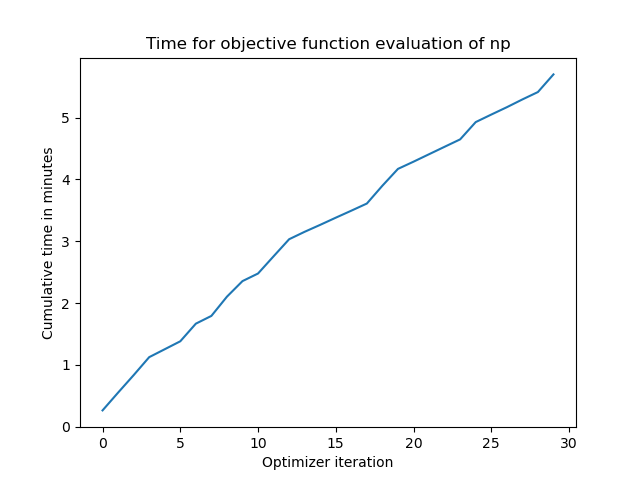 Time for objective function evaluation of np
Cumulative time in minutes
5
4
3
2
1
0
0 5 10 15 20 25 30
Optimizer iteration